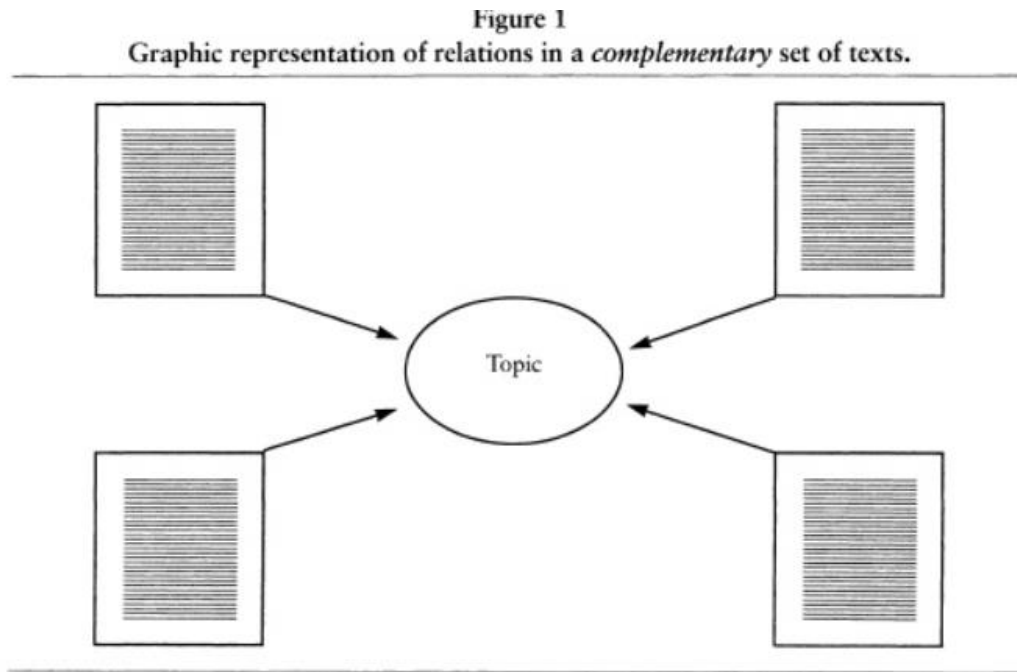 Figure 1
Graphic representation of relations in a complementary set of texts.
Topic